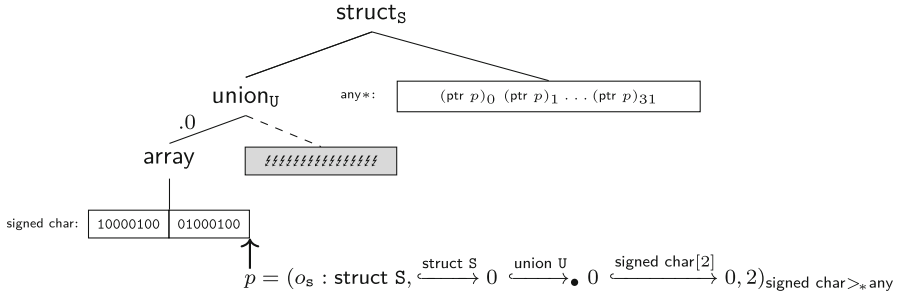 struct_S
union_U
any*: (ptr p)_0 (ptr p)_1 ... (ptr p)_31
.0
array
signed char: 10000100 01000100
p = (o_s : struct S, ↪^{struct S} 0 ↪^{union U}_• 0 ↪^{signed char[2]} 0, 2)_{signed char>_* any}